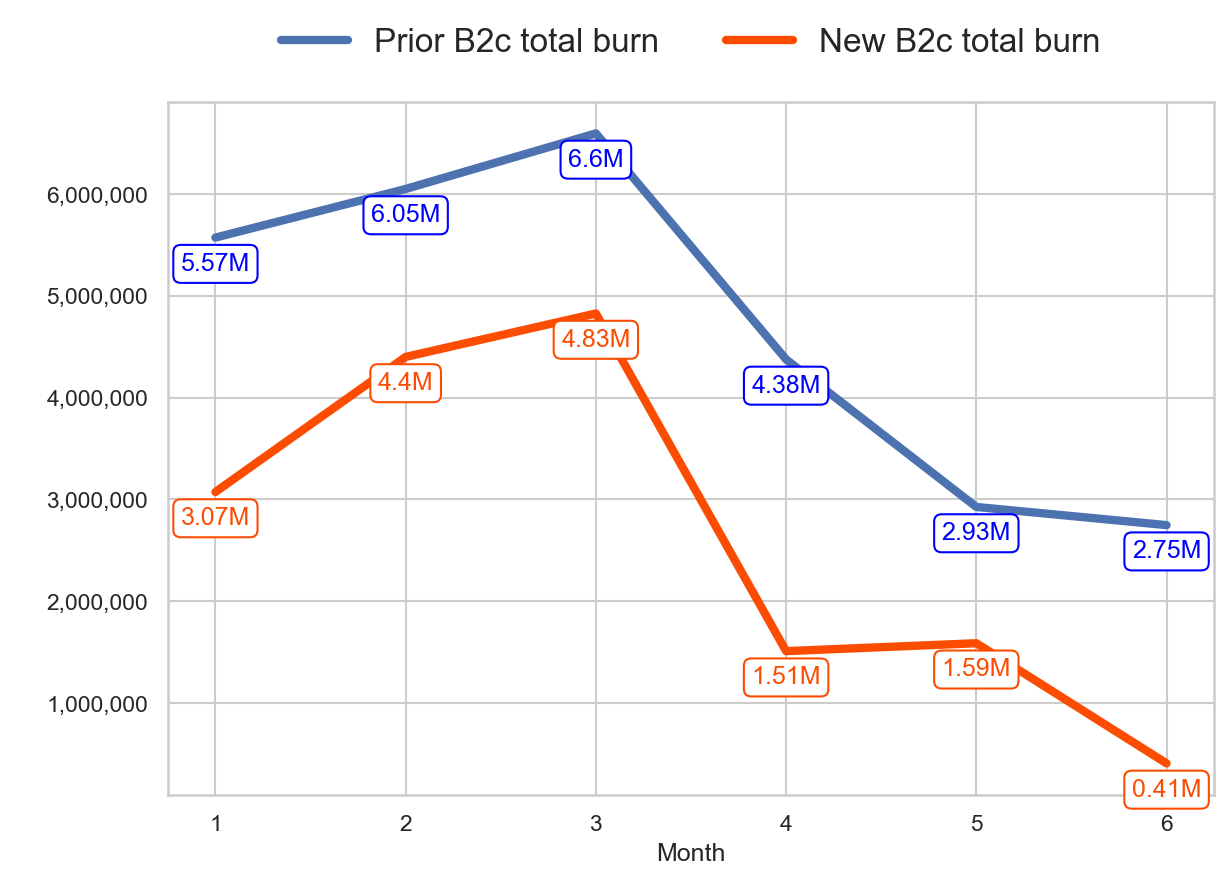 Prior B2c total burn New B2c total burn
6.6M
6,000,000
6.05M
5.57M
5,000,000
4.83M
4.4M
4.38M
4,000,000
3,000,000
3.07M
2.93M
2.75M
2,000,000
1.51M
1.59M
1,000,000
0.41M
1 2 3 4 5 6
Month